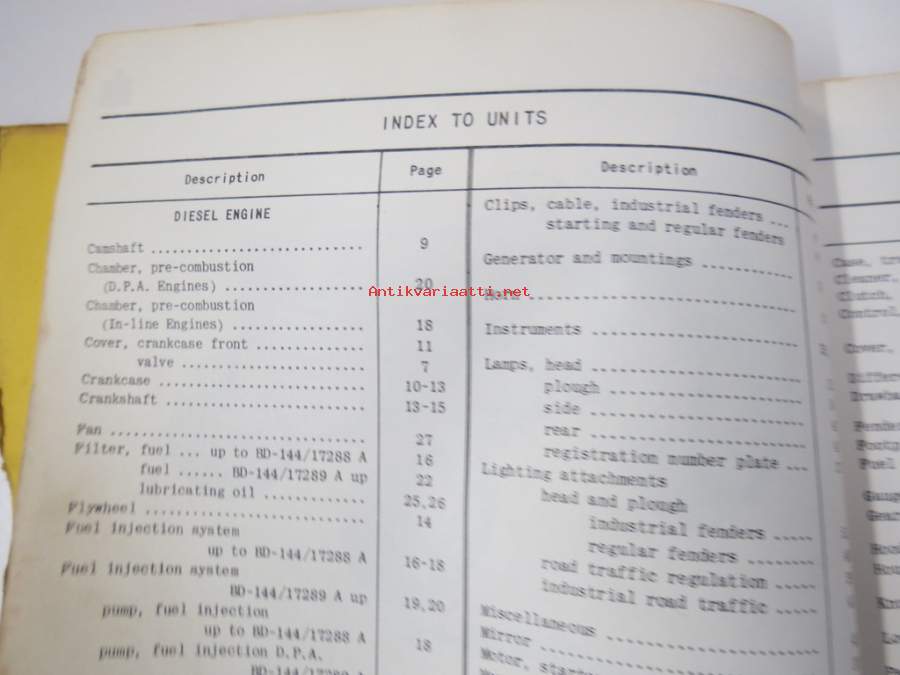 INDEX TO UNITS
Description Page
DIESEL ENGINE
Camshaft .......................... 9
Chamber, pre-combustion
(D.P.A. Engines) ................. 20
Chamber, pre-combustion
(In-line Engines) ................ 18
Cover, crankcase front ............. 11
valve ....................... 7
Crankcase .......................... 10-13
Crankshaft ......................... 13-15
Fan ................................ 27
Filter, fuel ... up to BD-144/17288 A 16
fuel ...... BD-144/17289 A up 22
lubricating oil ............. 25,26
Flywheel ........................... 14
Fuel injection system
up to BD-144/17288 A 16-18
Fuel injection system
BD-144/17289 A up 19,20
pump, fuel injection
up to BD-144/17288 A 18
pump, fuel injection D.P.A.
Description
Clips, cable, industrial fenders ...
starting and regular fenders
Generator and mountings ...........
Horn ..............................
Instruments .......................
Lamps, head .......................
plough .......................
side .........................
rear .........................
registration number plate ...
Lighting attachments
head and plough
industrial fenders .....
regular fenders ........
road traffic regulation .....
industrial road traffic .....
Miscellaneous .....................
Mirror ............................
Motor,
Antikvariaatti.net
Cleaner,
Clutch,
Control,
Cover,
Fuel